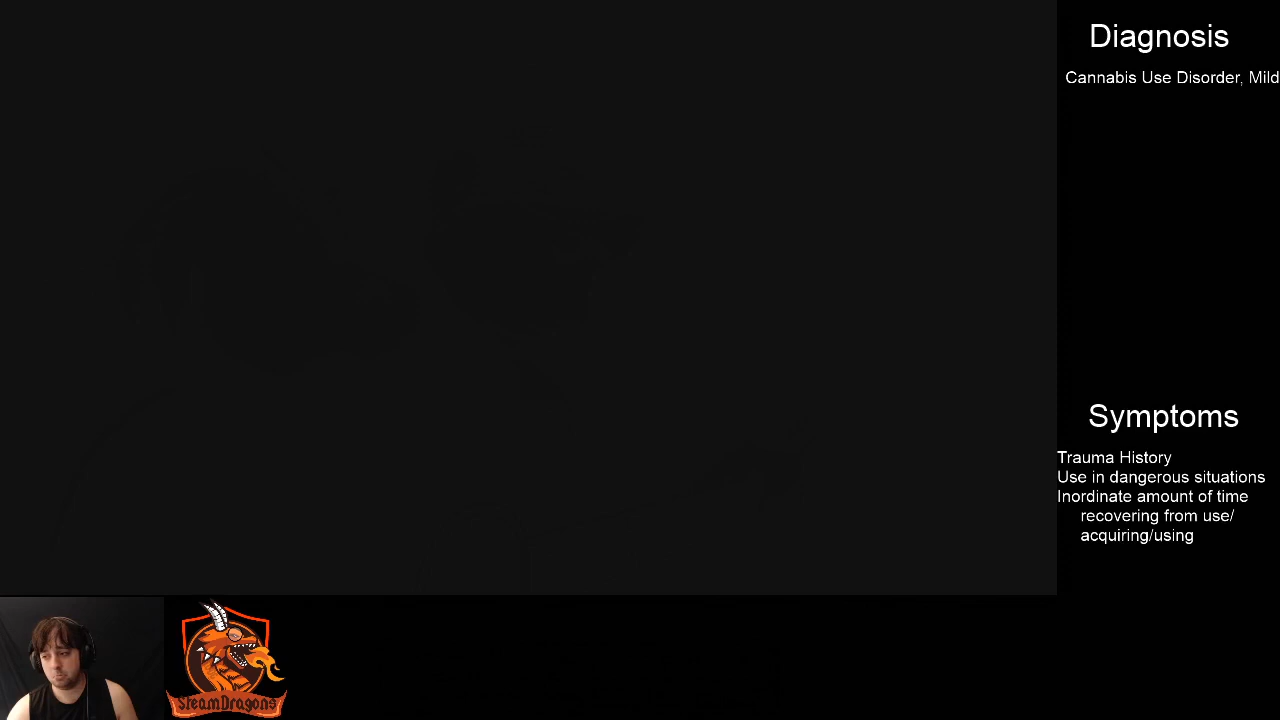 Diagnosis
Cannabis Use Disorder, Mild
Symptoms
Trauma History
Use in dangerous situations
Inordinate amount of time
recovering from use/
acquiring/using
SteamDragons